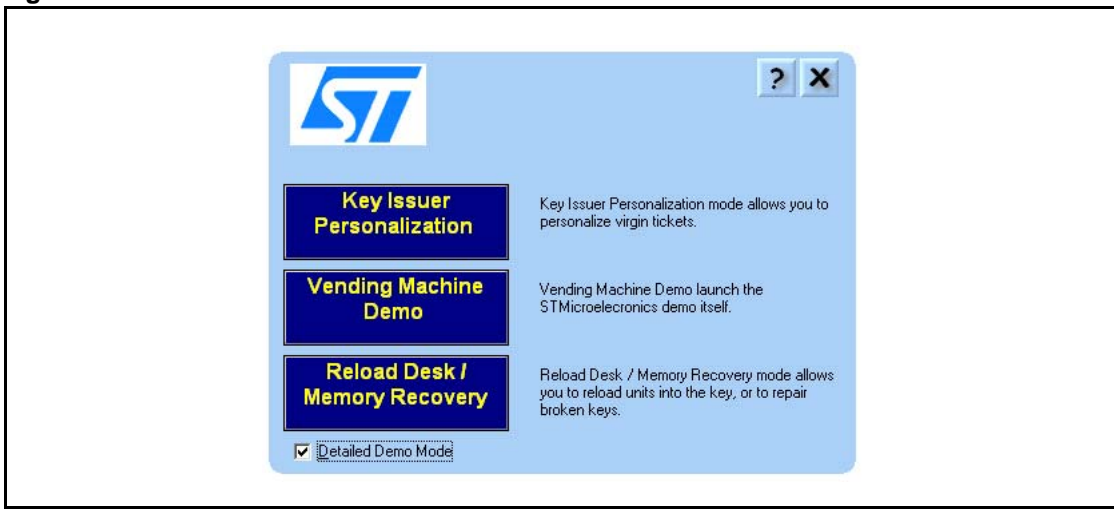 ST
? X
Key Issuer
Personalization
Key Issuer Personalization mode allows you to
personalize virgin tickets.
Vending Machine
Demo
Vending Machine Demo launch the
STMicroelecronics demo itself.
Reload Desk /
Memory Recovery
Reload Desk / Memory Recovery mode allows
you to reload units into the key, or to repair
broken keys.
Detailed Demo Mode